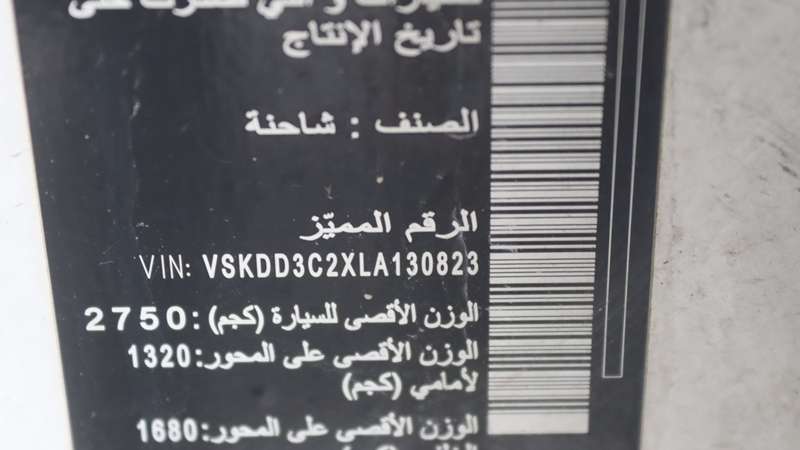 تاريخ الإنتاج
الصنف : شاحنة
الرقم المميّز
VIN: VSKDD3C2XLA130823
الوزن الأقصى للسيارة (كجم): 2750
الوزن الأقصى على المحور: 1320
لأمامي (كجم)
الوزن الأقصى على المحور: 1680